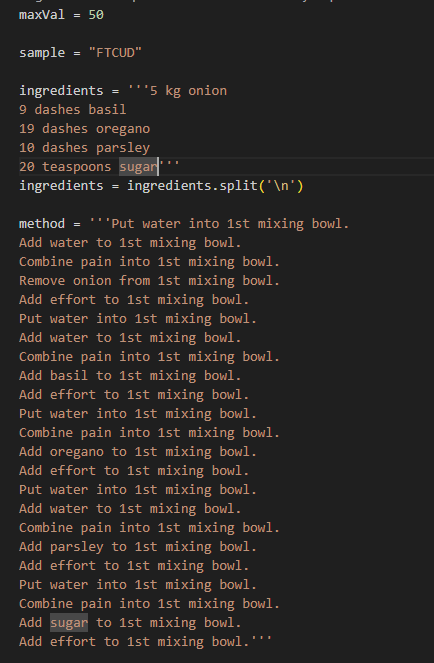 maxVal = 50
sample = "FTCUD"
ingredients = '''5 kg onion
9 dashes basil
19 dashes oregano
10 dashes parsley
20 teaspoons sugar'''
ingredients = ingredients.split('\n')
method = '''Put water into 1st mixing bowl.
Add water to 1st mixing bowl.
Combine pain into 1st mixing bowl.
Remove onion from 1st mixing bowl.
Add effort to 1st mixing bowl.
Put water into 1st mixing bowl.
Add water to 1st mixing bowl.
Combine pain into 1st mixing bowl.
Add basil to 1st mixing bowl.
Add effort to 1st mixing bowl.
Put water into 1st mixing bowl.
Combine pain into 1st mixing bowl.
Add oregano to 1st mixing bowl.
Add effort to 1st mixing bowl.
Put water into 1st mixing bowl.
Add water to 1st mixing bowl.
Combine pain into 1st mixing bowl.
Add parsley to 1st mixing bowl.
Add effort to 1st mixing bowl.
Put water into 1st mixing bowl.
Combine pain into 1st mixing bowl.
Add sugar to 1st mixing bowl.
Add effort to 1st mixing bowl.'''